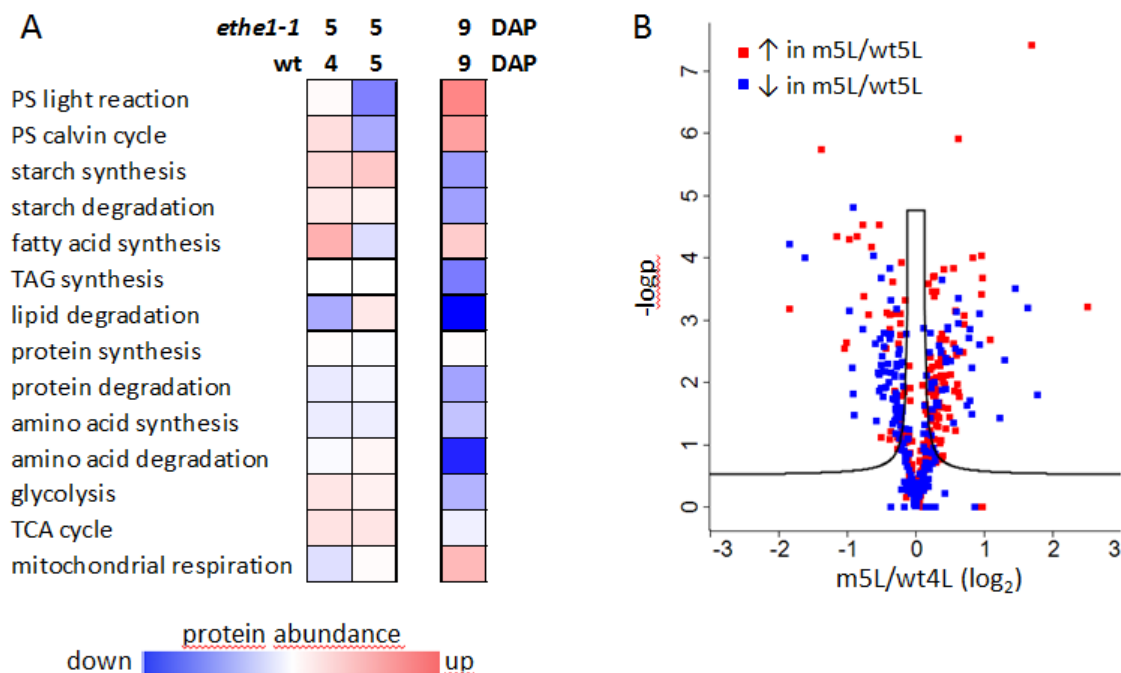 A
ethe1-1 5 5 9 DAP
wt 4 5 9 DAP
PS light reaction
PS calvin cycle
starch synthesis
starch degradation
fatty acid synthesis
TAG synthesis
lipid degradation
protein synthesis
protein degradation
amino acid synthesis
amino acid degradation
glycolysis
TCA cycle
mitochondrial respiration
protein abundance
down up
B
↑ in m5L/wt5L
↓ in m5L/wt5L
-logp
7
6
5
4
3
2
1
0
-3 -2 -1 0 1 2 3
m5L/wt4L (log₂)